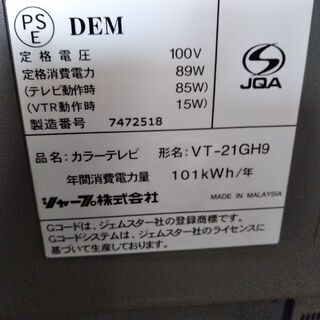 PS
E
DEM
定格電圧 100V
定格消費電力 89W
(テレビ動作時 85W)
(VTR動作時 15W)
製造番号 7472518
S
JQA
品名：カラーテレビ 形名：VT-21GH9
年間消費電力量 101kWh/年
シャープ株式会社
MADE IN MALAYSIA
Gコードは、ジェムスター社の登録商標です。
Gコードシステムは、ジェムスター社のライセンスに
基づいて生産しております。